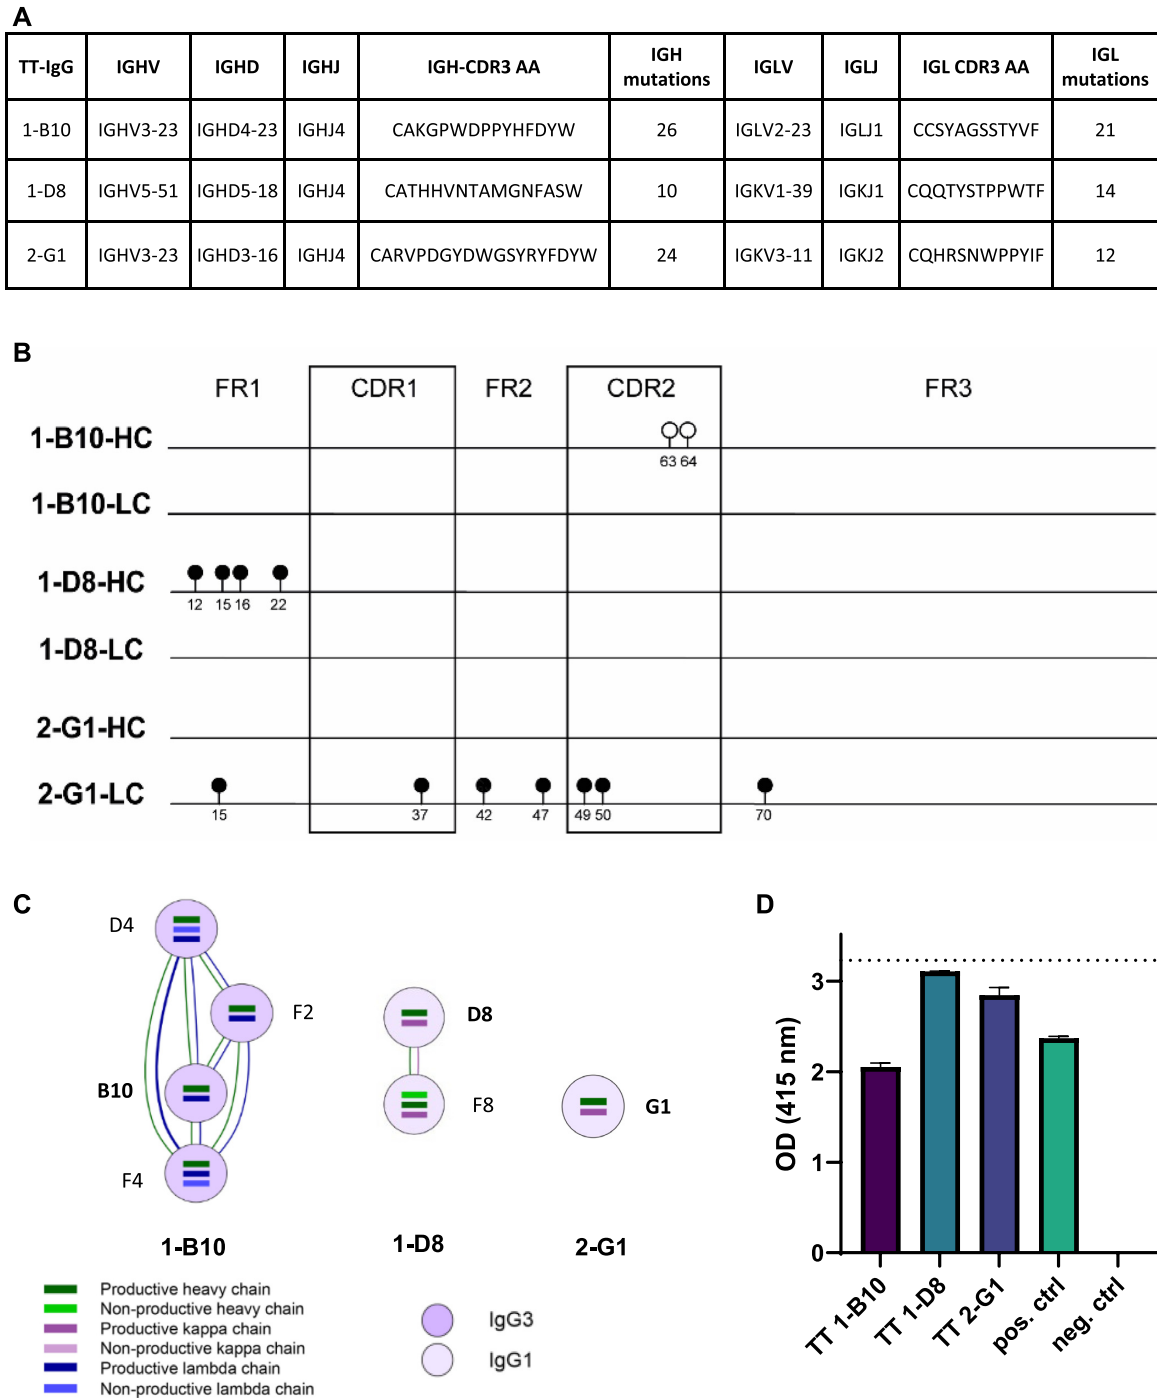 A
TT-IgG IGHV IGHD IGHJ IGH-CDR3 AA IGH mutations IGLV IGLJ IGL CDR3 AA IGL mutations
1-B10 IGHV3-23 IGHD4-23 IGHJ4 CAKGPWDPPYHFDYW 26 IGLV2-23 IGLJ1 CCSYAGSSTYVF 21
1-D8 IGHV5-51 IGHD5-18 IGHJ4 CATHHVNTAMGNFASW 10 IGKV1-39 IGKJ1 CQQTYSTPPWTF 14
2-G1 IGHV3-23 IGHD3-16 IGHJ4 CARVPDGYDWGSYRYFDYW 24 IGKV3-11 IGKJ2 CQHRSNWPPYIF 12
B
FR1 CDR1 FR2 CDR2 FR3
1-B10-HC
63 64
1-B10-LC
1-D8-HC
12 15 16 22
1-D8-LC
2-G1-HC
2-G1-LC
15 37 42 47 49 50 70
C
D4
F2
B10
F4
1-B10
D8
F8
1-D8
G1
2-G1
Productive heavy chain
Non-productive heavy chain
Productive kappa chain
Non-productive kappa chain
Productive lambda chain
Non-productive lambda chain
IgG3
IgG1
D
OD (415 nm)
3
2
1
0
TT 1-B10
TT 1-D8
TT 2-G1
pos. ctrl
neg. ctrl